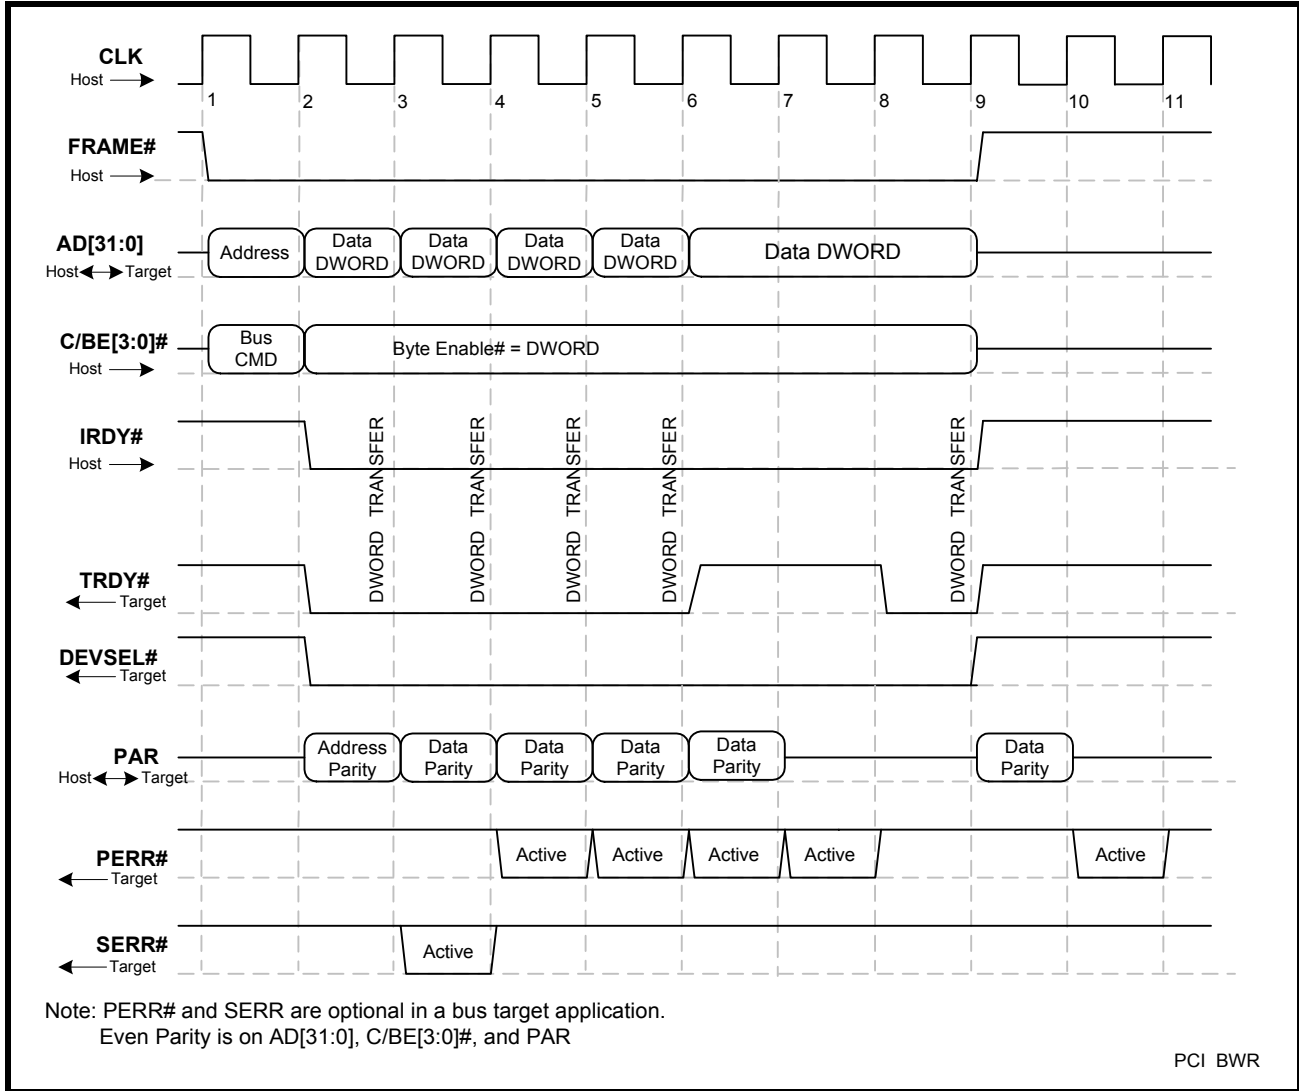 CLK
Host
1 2 3 4 5 6 7 8 9 10 11
FRAME#
Host
AD[31:0]
Host Target
Address
Data
DWORD
Data
DWORD
Data
DWORD
Data
DWORD
Data DWORD
C/BE[3:0]#
Host
Bus
CMD
Byte Enable# = DWORD
IRDY#
Host
DWORD TRANSFER
DWORD TRANSFER
DWORD TRANSFER
DWORD TRANSFER
DWORD TRANSFER
TRDY#
Target
DEVSEL#
Target
PAR
Host Target
Address
Parity
Data
Parity
Data
Parity
Data
Parity
Data
Parity
Data
Parity
PERR#
Target
Active
Active
Active
Active
Active
SERR#
Target
Active
Note: PERR# and SERR are optional in a bus target application.
Even Parity is on AD[31:0], C/BE[3:0]#, and PAR
PCI BWR